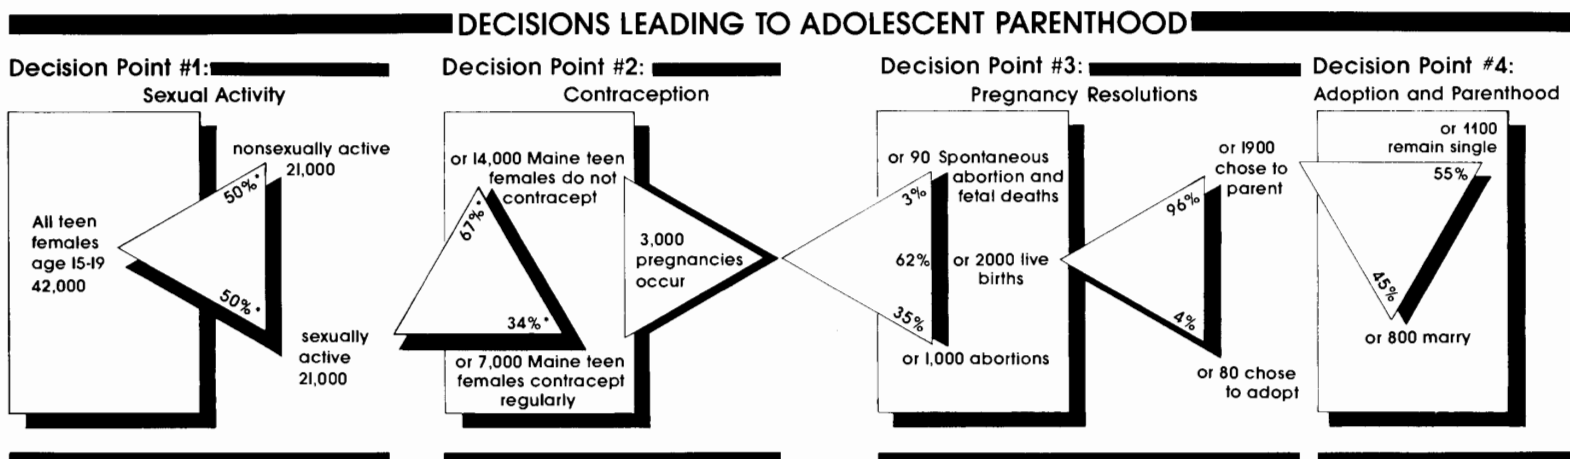 DECISIONS LEADING TO ADOLESCENT PARENTHOOD
Decision Point #1:
Sexual Activity
All teen
females
age 15-19
42,000
nonsexually active
21,000
50%*
50%*
sexually
active
21,000
Decision Point #2:
Contraception
or 14,000 Maine teen
females do not
contracept
67%*
34%*
or 7,000 Maine teen
females contracept
regularly
3,000
pregnancies
occur
Decision Point #3:
Pregnancy Resolutions
or 90 Spontaneous
abortion and
fetal deaths
3%
62%
or 2000 live
births
35%
or 1,000 abortions
or 1900
chose to
parent
96%
4%
or 80 chose
to adopt
Decision Point #4:
Adoption and Parenthood
or 1100
remain single
55%
45%
or 800 marry